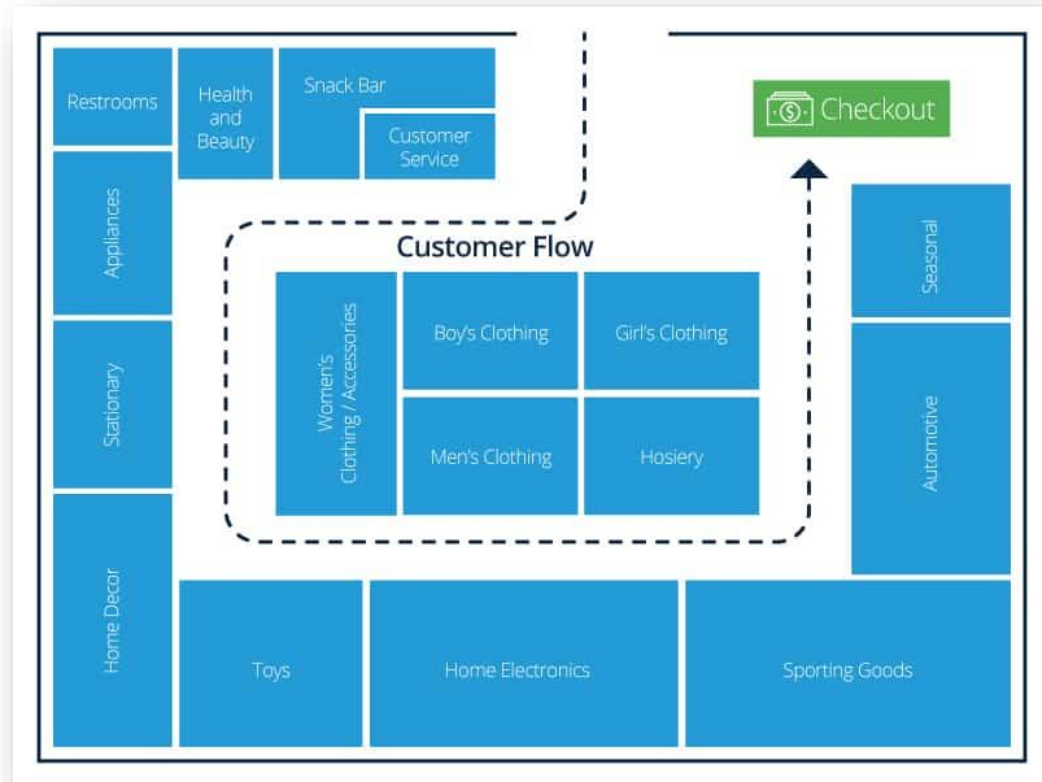 Restrooms
Health
and
Beauty
Snack Bar
Customer
Service
$ Checkout
Customer Flow
Appliances
Stationary
Home Decor
Women's
Clothing / Accessories
Boy's Clothing
Girl's Clothing
Men's Clothing
Hosiery
Seasonal
Automotive
Toys
Home Electronics
Sporting Goods